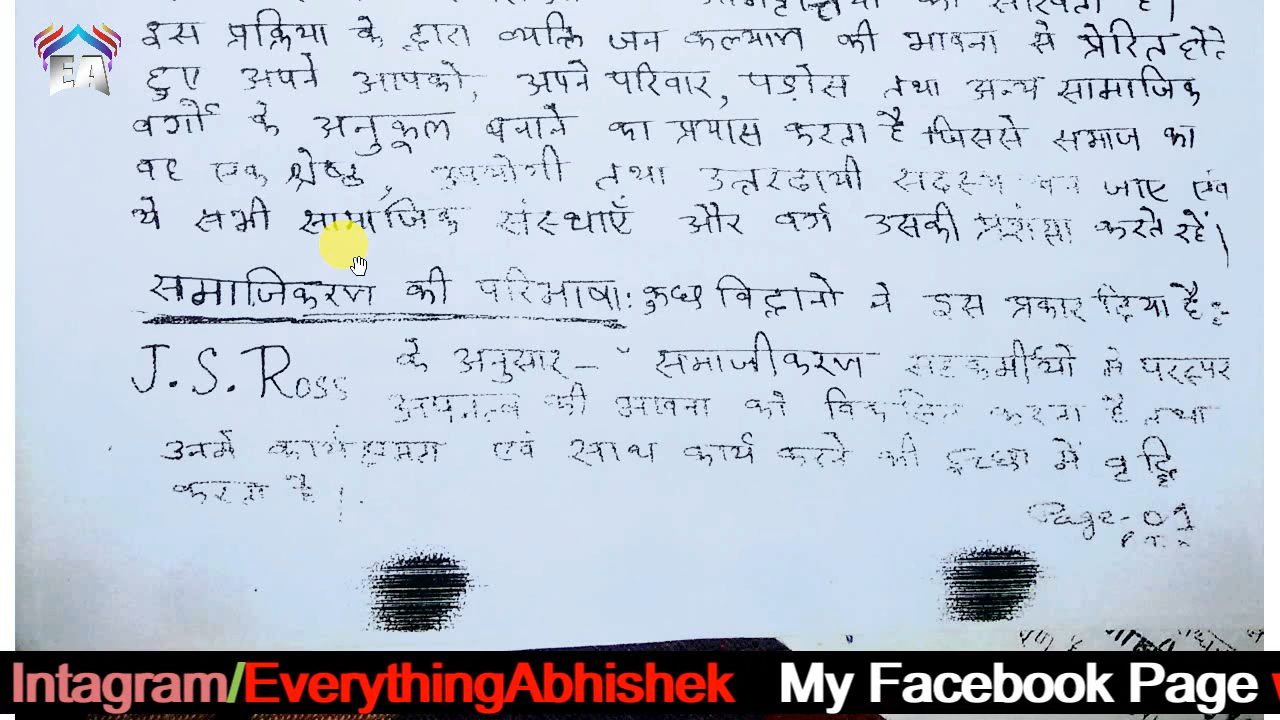 EA
इस प्रक्रिया के द्वारा व्यक्ति जन कल्याण की भावना से प्रेरित होते
हुए अपने आपको, अपने परिवार, पड़ोस तथा अन्य सामाजिक
वर्गों के अनुकूल बनाने का प्रयास करता है जिससे समाज का
वह एक श्रेष्ठ, उपयोगी तथा उत्तरदायी सदस्य बन जाए एंव
ये सभी सामाजिक संस्थाएँ और वर्ग उसकी प्रशंसा करते रहें।
समाजिकरण की परिभाषा: कुछ विद्वानो ने इस प्रकार दिया है:-
J.S. Ross के अनुसार - " समाजीकरण सहकर्मीयों मे परस्पर
अपनत्व की भावना को विकसित करता है तथा
उनमें कार्यक्षमता एवं साथ कार्य करने की इच्छा में वृद्धि
करता है।
Page-01
Intagram/EverythingAbhishek My Facebook Page